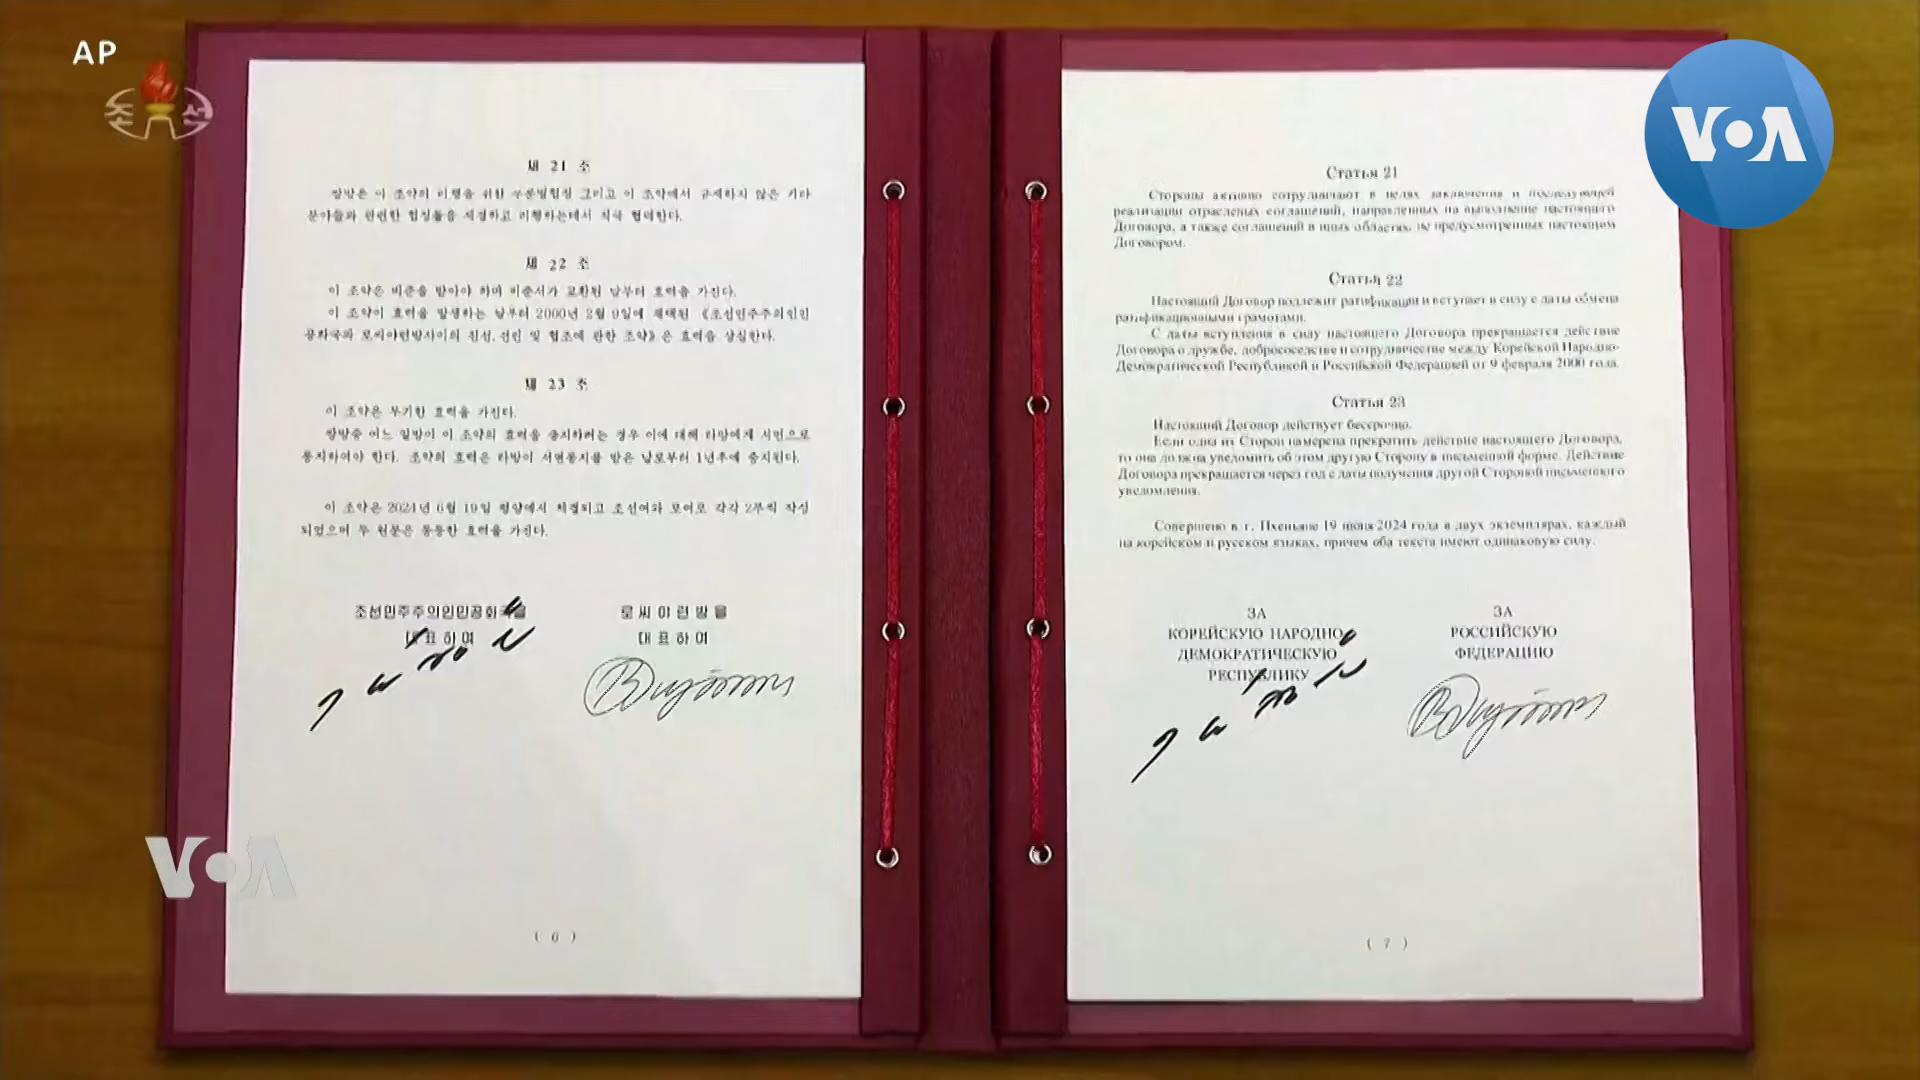 AP
조선
VOA
제 21 조
쌍방은 이 조약의 리행을 위한 부문별협정 그리고 이 조약에서 규제하지 않은 기타
분야들과 관련한 협정들을 체결하고 리행하는데서 적극 협력한다.
제 22 조
이 조약은 비준을 받아야 하며 비준서가 교환된 날부터 효력을 가진다.
이 조약이 효력을 발생하는 날부터 2000년 2월 9일에 채택된 《조선민주주의인민
공화국과 로씨야련방사이의 친선, 선린 및 협조에 관한 조약》은 효력을 상실한다.
제 23 조
이 조약은 무기한 효력을 가진다.
쌍방중 어느 일방이 이 조약의 효력을 중지하려는 경우 이에 대해 타방에게 서면으로
통지하여야 한다. 조약의 효력은 타방이 서면통지를 받은 날로부터 1년후에 중지된다.
이 조약은 2024년 6월 19일 평양에서 체결되고 조선어와 로어로 각각 2부씩 작성
되였으며 두 원문은 동등한 효력을 가진다.
조선민주주의인민공화국을
대표하여
로씨야련방을
대표하여
( 6 )
Статья 21
Стороны активно сотрудничают в целях заключения и последующей
реализации отраслевых соглашений, направленных на выполнение настоящего
Договора, а также соглашений в иных областях, не предусмотренных настоящим
Договором.
Статья 22
Настоящий Договор подлежит ратификации и вступает в силу с даты обмена
ратификационными грамотами.
С даты вступления в силу настоящего Договора прекращается действие
Договора о дружбе, добрососедстве и сотрудничестве между Корейской Народно-
Демократической Республикой и Российской Федерацией от 9 февраля 2000 года.
Статья 23
Настоящий Договор действует бессрочно.
Если одна из Сторон намерена прекратить действие настоящего Договора,
то она должна уведомить об этом другую Сторону в письменной форме. Действие
Договора прекращается через год с даты получения другой Стороной письменного
уведомления.
Совершено в г. Пхеньяне 19 июня 2024 года в двух экземплярах, каждый
на корейском и русском языках, причем оба текста имеют одинаковую силу.
ЗА
КОРЕЙСКУЮ НАРОДНО
ДЕМОКРАТИЧЕСКУЮ
РЕСПУБЛИКУ
ЗА
РОССИЙСКУЮ
ФЕДЕРАЦИЮ
( 7 )
VOA